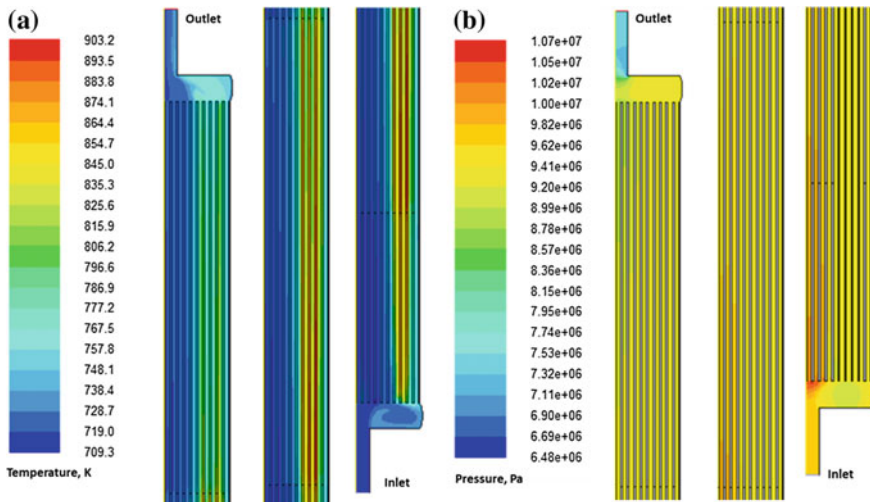 (a)
903.2
893.5
883.8
874.1
864.4
854.7
845.0
835.3
815.9
806.2
796.6
786.9
777.2
767.5
757.8
748.1
738.4
728.7
719.0
709.3
Temperature, K
Outlet
Inlet
(b)
1.07e+07
1.05e+07
1.02e+07
1.00e+07
9.82e+06
9.62e+06
9.41e+06
9.20e+06
8.99e+06
8.78e+06
8.57e+06
8.36e+06
8.15e+06
7.95e+06
7.74e+06
7.53e+06
7.32e+06
7.11e+06
6.90e+06
6.69e+06
6.48e+06
Pressure, Pa
Outlet
Inlet